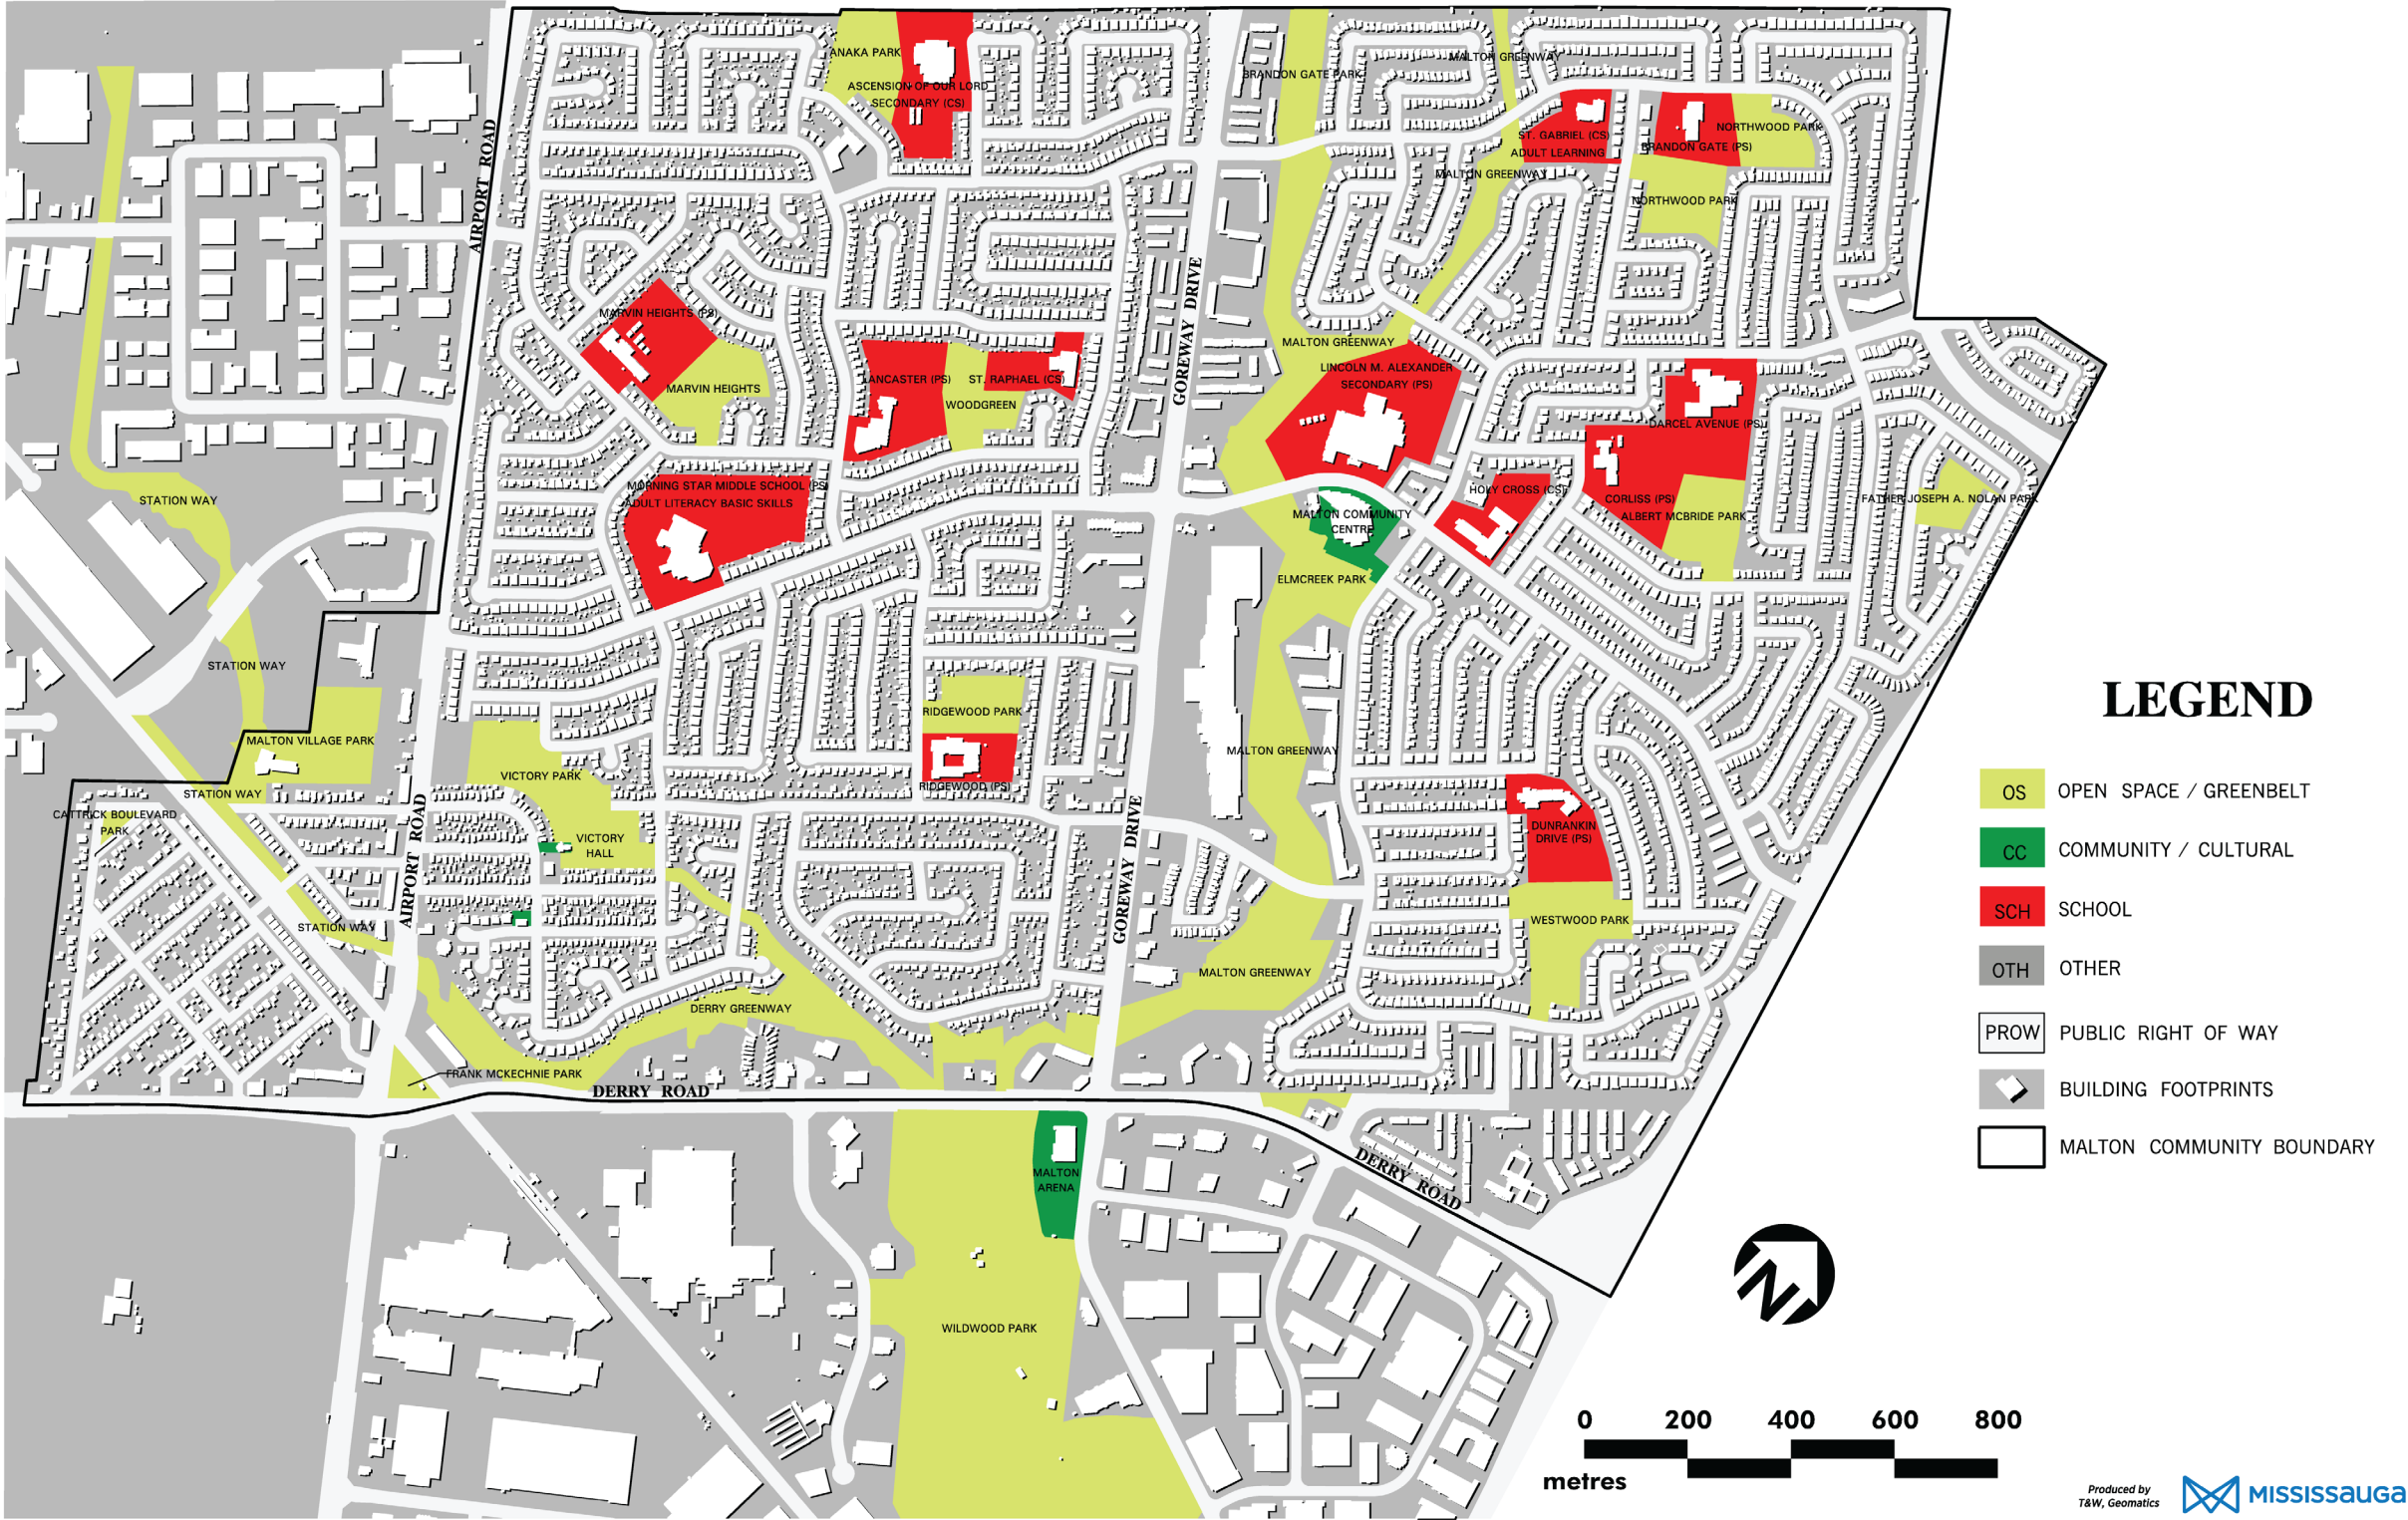 ANAKA PARK
ASCENSION OF OUR LORD
SECONDARY (CS)
BRANDON GATE PARK
MALTON GREENWAY
ST. GABRIEL (CS)
ADULT LEARNING
NORTHWOOD PARK
BRANDON GATE (PS)
MALTON GREENWAY
NORTHWOOD PARK
AIRPORT ROAD
GOREWAY DRIVE
MARVIN HEIGHTS (PS)
MARVIN HEIGHTS
LANCASTER (PS)
ST. RAPHAEL (CS)
WOODGREEN
MALTON GREENWAY
LINCOLN M. ALEXANDER
SECONDARY (PS)
DARCEL AVENUE (PS)
MORNING STAR MIDDLE SCHOOL (PS)
ADULT LITERACY BASIC SKILLS
HOLY CROSS (CS)
CORLISS (PS)
ALBERT MCBRIDE PARK
FATHER JOSEPH A. NOLAN PARK
STATION WAY
MALTON COMMUNITY
CENTRE
ELMCREEK PARK
STATION WAY
RIDGEWOOD PARK
RIDGEWOOD (PS)
MALTON VILLAGE PARK
VICTORY PARK
MALTON GREENWAY
STATION WAY
CATTRICK BOULEVARD
PARK
AIRPORT ROAD
VICTORY
HALL
GOREWAY DRIVE
DUNRANKIN
DRIVE (PS)
WESTWOOD PARK
STATION WAY
MALTON GREENWAY
DERRY GREENWAY
FRANK MCKECHNIE PARK
DERRY ROAD
MALTON
ARENA
DERRY ROAD
WILDWOOD PARK
LEGEND
OS OPEN SPACE / GREENBELT
CC COMMUNITY / CULTURAL
SCH SCHOOL
OTH OTHER
PROW PUBLIC RIGHT OF WAY
BUILDING FOOTPRINTS
MALTON COMMUNITY BOUNDARY
N
0 200 400 600 800
metres
Produced by
T&W, Geomatics
MISSISSAUGA